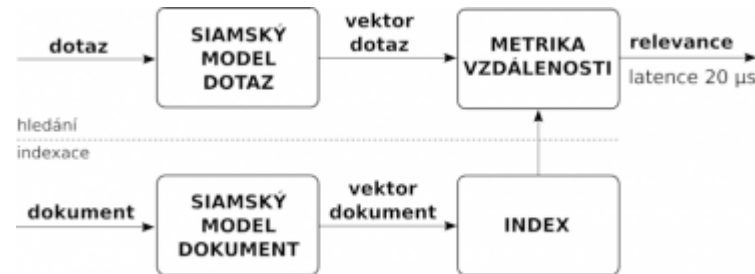 dotaz
SIAMSKÝ
MODEL
DOTAZ
vektor
dotaz
METRIKA
VZDÁLENOSTI
relevance
latence 20 µs
hledání
indexace
dokument
SIAMSKÝ
MODEL
DOKUMENT
vektor
dokument
INDEX